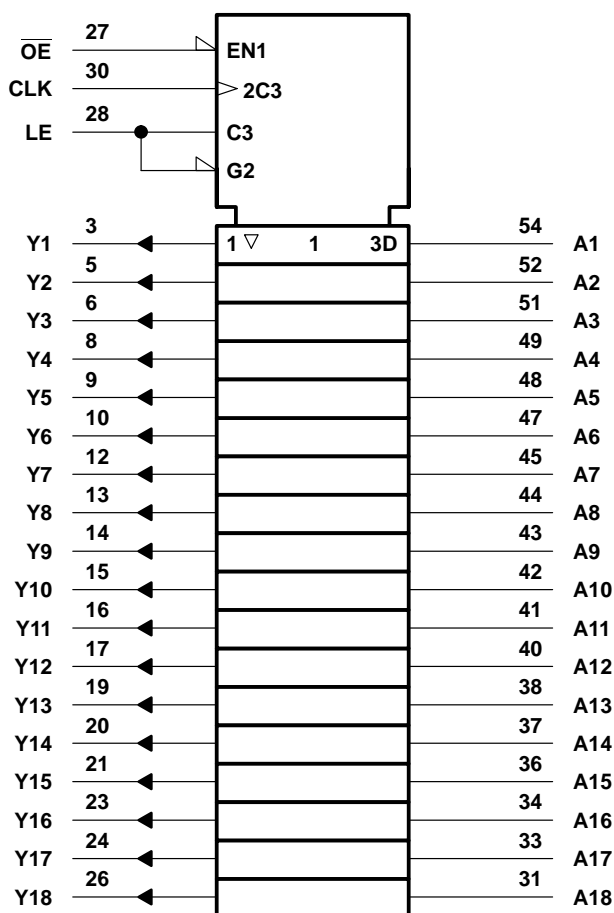 OE 27 EN1
CLK 30 2C3
LE 28 C3
G2
Y1 3 1 ▽ 1 3D 54 A1
Y2 5 52 A2
Y3 6 51 A3
Y4 8 49 A4
Y5 9 48 A5
Y6 10 47 A6
Y7 12 45 A7
Y8 13 44 A8
Y9 14 43 A9
Y10 15 42 A10
Y11 16 41 A11
Y12 17 40 A12
Y13 19 38 A13
Y14 20 37 A14
Y15 21 36 A15
Y16 23 34 A16
Y17 24 33 A17
Y18 26 31 A18